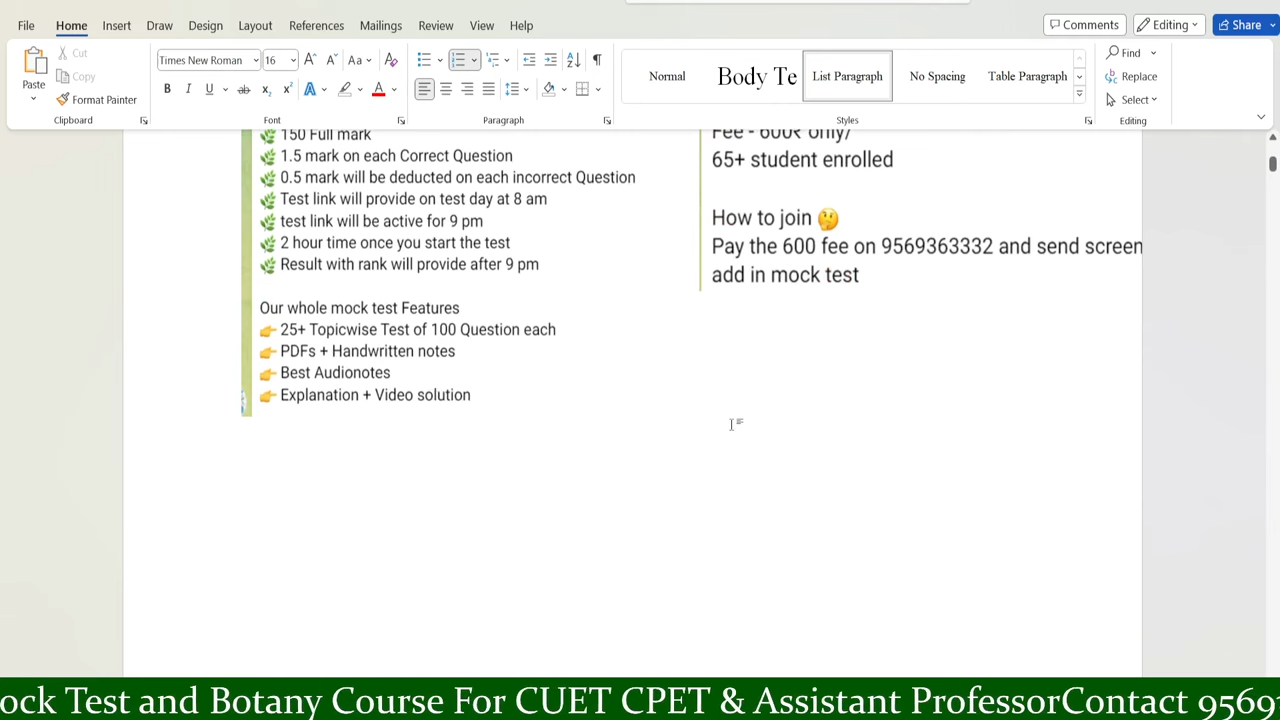 File Home Insert Draw Design Layout References Mailings Review View Help
Comments Editing Share
Paste
Cut
Copy
Format Painter
Clipboard
Times New Roman 16
Font
Paragraph
Normal
Body Te
List Paragraph
No Spacing
Table Paragraph
Styles
Find
Replace
Select
Editing
150 Full mark
1.5 mark on each Correct Question
0.5 mark will be deducted on each incorrect Question
Test link will provide on test day at 8 am
test link will be active for 9 pm
2 hour time once you start the test
Result with rank will provide after 9 pm
Our whole mock test Features
👉 25+ Topicwise Test of 100 Question each
👉 PDFs + Handwritten notes
👉 Best Audionotes
👉 Explanation + Video solution
Fee - 600₹ only/
65+ student enrolled
How to join 🤔
Pay the 600 fee on 9569363332 and send screen
add in mock test
ock Test and Botany Course For CUET CPET & Assistant ProfessorContact 9569